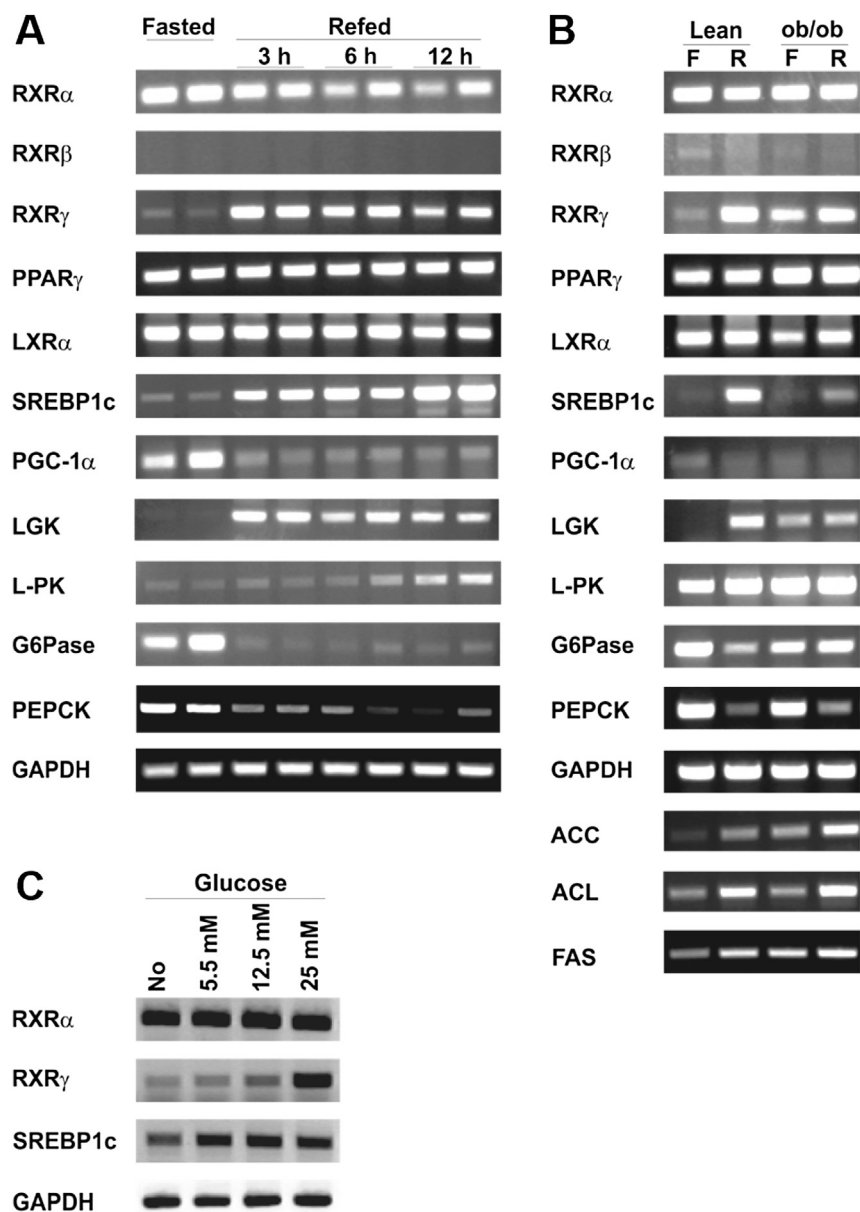 A
Fasted Refed
3 h 6 h 12 h
RXRα
RXRβ
RXRγ
PPARγ
LXRα
SREBP1c
PGC-1α
LGK
L-PK
G6Pase
PEPCK
GAPDH
B
Lean ob/ob
F R F R
RXRα
RXRβ
RXRγ
PPARγ
LXRα
SREBP1c
PGC-1α
LGK
L-PK
G6Pase
PEPCK
GAPDH
ACC
ACL
FAS
C
Glucose
No 5.5 mM 12.5 mM 25 mM
RXRα
RXRγ
SREBP1c
GAPDH